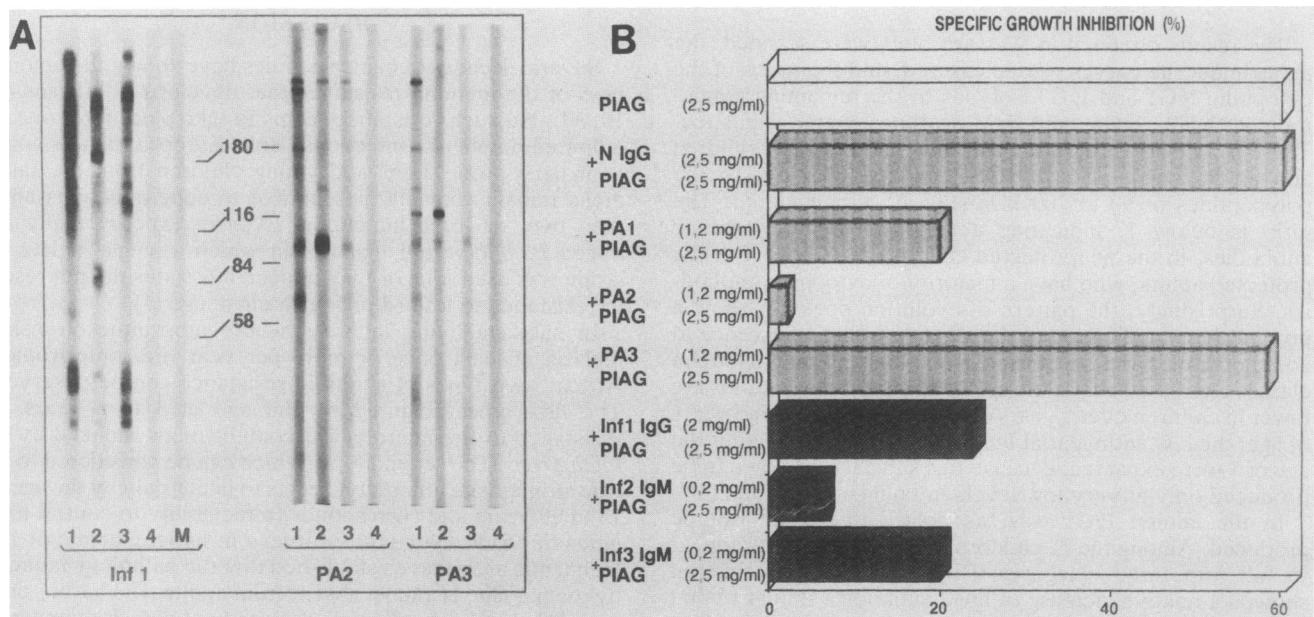 A
180
116
84
58
1 2 3 4 M
Inf 1
1 2 3 4
PA2
1 2 3 4
PA3
B
SPECIFIC GROWTH INHIBITION (%)
PIAG (2,5 mg/ml)
+ N IgG (2,5 mg/ml)
PIAG (2,5 mg/ml)
+ PA1 (1,2 mg/ml)
PIAG (2,5 mg/ml)
+ PA2 (1,2 mg/ml)
PIAG (2,5 mg/ml)
+ PA3 (1,2 mg/ml)
PIAG (2,5 mg/ml)
+ Inf1 IgG (2 mg/ml)
PIAG (2,5 mg/ml)
+ Inf2 IgM (0,2 mg/ml)
PIAG (2,5 mg/ml)
+ Inf3 IgM (0,2 mg/ml)
PIAG (2,5 mg/ml)
0 20 40 60